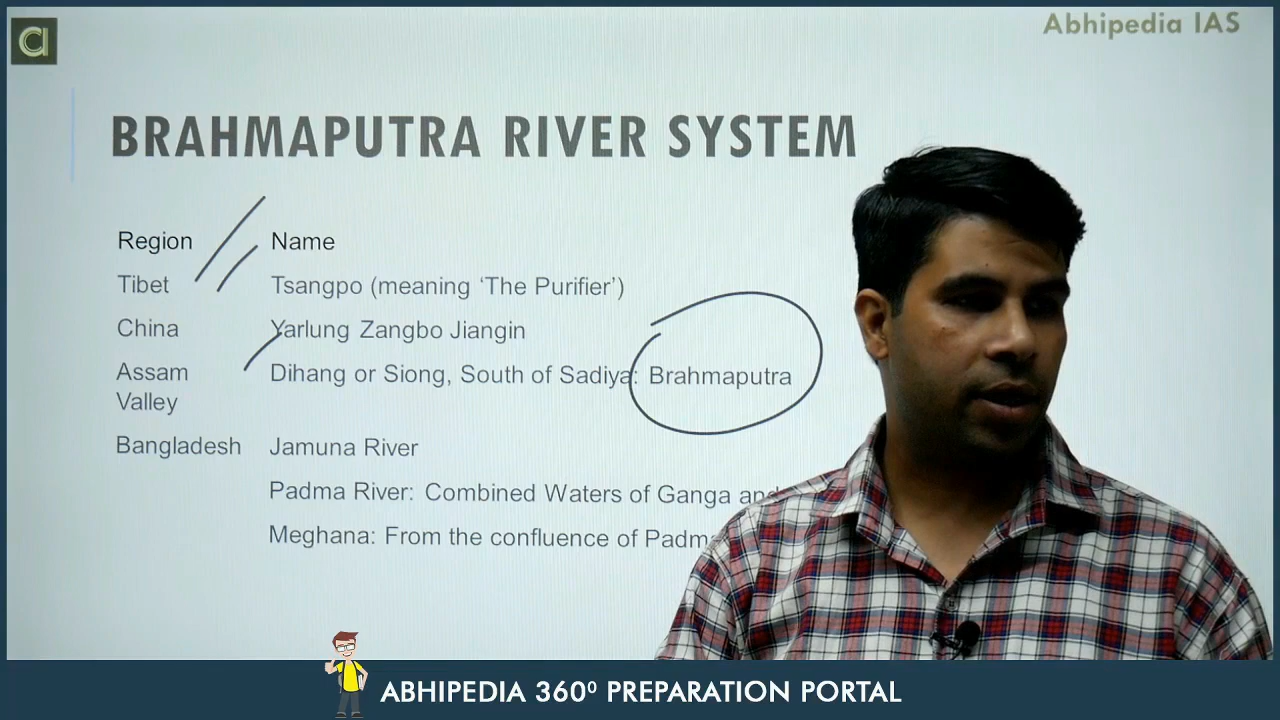 Abhipedia IAS
BRAHMAPUTRA RIVER SYSTEM
Region Name
Tibet Tsangpo (meaning ‘The Purifier’)
China Yarlung Zangbo Jiangin
Assam Dihang or Siong, South of Sadiya: Brahmaputra
Valley
Bangladesh Jamuna River
Padma River: Combined Waters of Ganga and
Meghana: From the confluence of Padma
ABHIPEDIA 360⁰ PREPARATION PORTAL